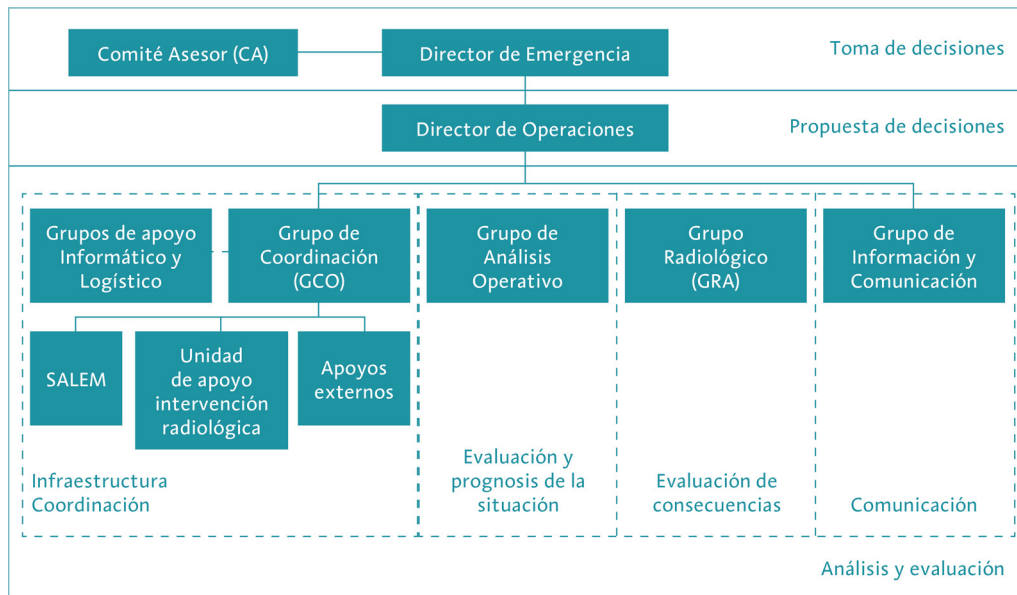 Comité Asesor (CA)
Director de Emergencia
Toma de decisiones
Director de Operaciones
Propuesta de decisiones
Grupos de apoyo
Informático y
Logístico
Grupo de
Coordinación
(GCO)
Grupo de
Análisis
Operativo
Grupo
Radiológico
(GRA)
Grupo de
Información y
Comunicación
SALEM
Unidad
de apoyo
intervención
radiológica
Apoyos
externos
Infraestructura
Coordinación
Evaluación y
prognosis de la
situación
Evaluación de
consecuencias
Comunicación
Análisis y evaluación